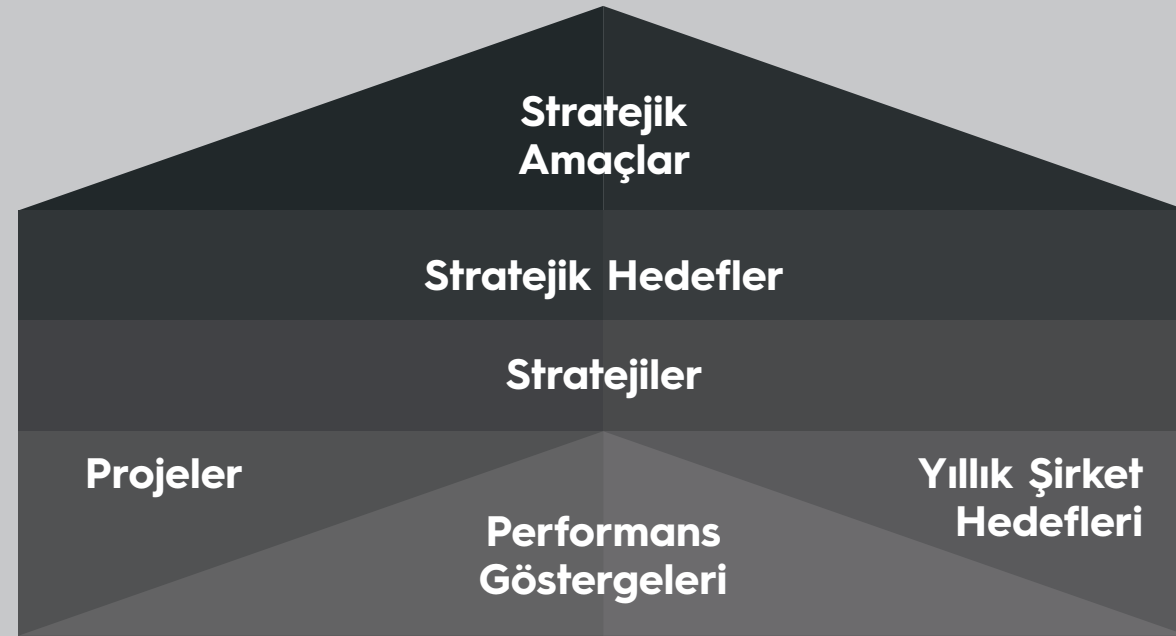 Stratejik
Amaçlar
Stratejik Hedefler
Stratejiler
Projeler
Yıllık Şirket
Hedefleri
Performans
Göstergeleri